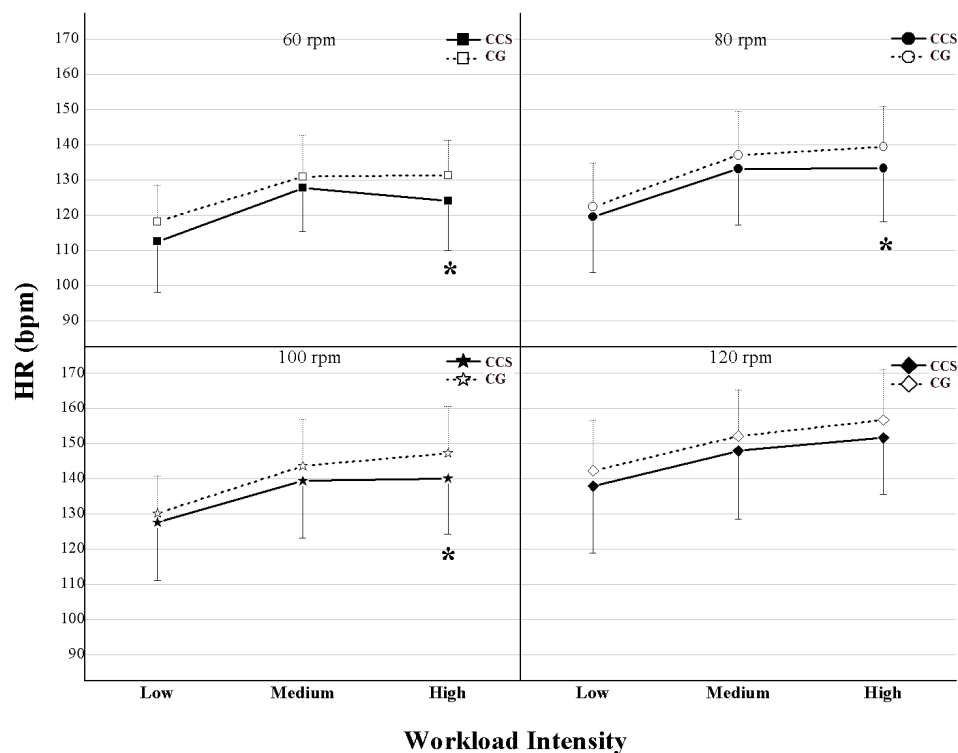 60 rpm
CCS
CG
80 rpm
CCS
CG
170
160
150
140
130
120
110
100
90
*
*
HR (bpm)
100 rpm
CCS
CG
120 rpm
CCS
CG
170
160
150
140
130
120
110
100
90
*
Low Medium High Low Medium High
Workload Intensity